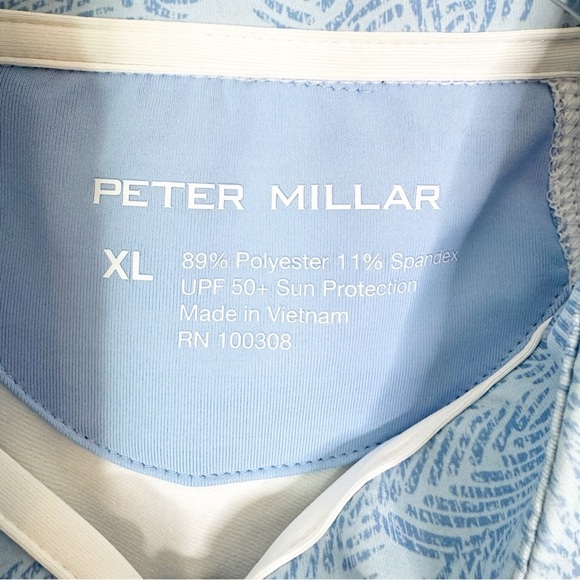 PETER MILLAR
XL
89% Polyester 11% Spandex
UPF 50+ Sun Protection
Made in Vietnam
RN 100308